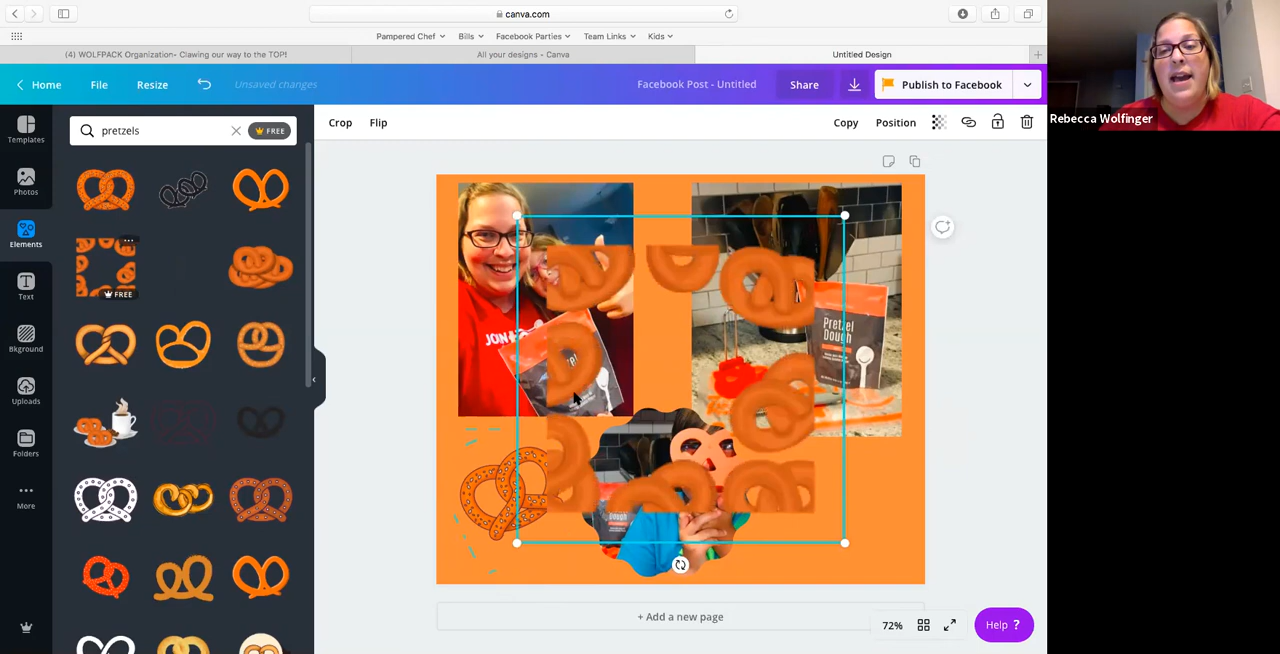 canva.com
Pampered Chef
Bills
Facebook Parties
Team Links
Kids
(4) WOLFPACK Organization- Clawing our way to the TOP!
All your designs - Canva
Untitled Design
Home
File
Resize
Unsaved changes
Facebook Post - Untitled
Share
Publish to Facebook
Templates
Photos
Elements
Text
Bkground
Uploads
Folders
More
pretzels
FREE
FREE
Crop
Flip
Copy
Position
JON
Pretzel
Dough
+ Add a new page
72%
Help ?
Rebecca Wolfinger